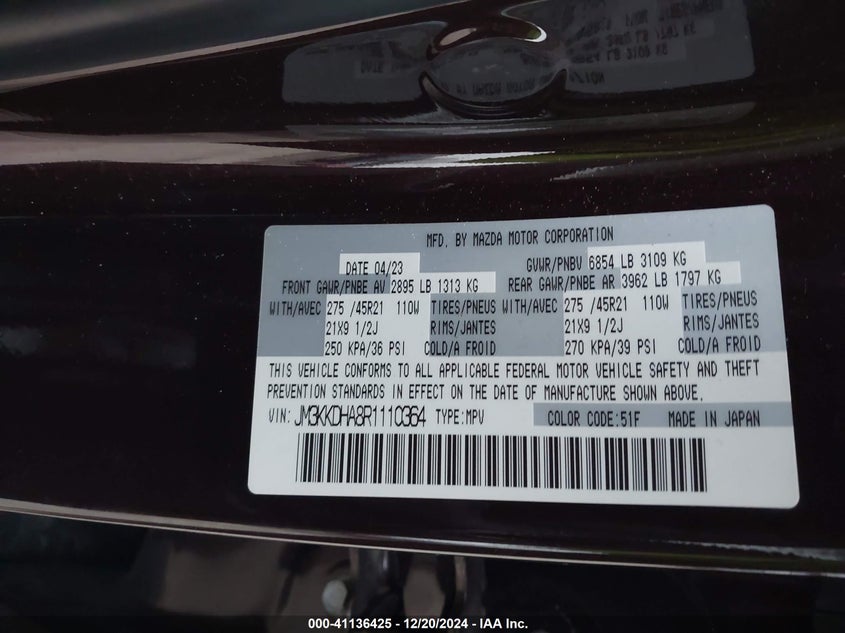 MFD. BY MAZDA MOTOR CORPORATION
DATE 04/23 GVWR/PNBV 6854 LB 3109 KG
FRONT GAWR/PNBE AV 2895 LB 1313 KG REAR GAWR/PNBE AR 3962 LB 1797 KG
WITH/AVEC 275 /45R21 110W TIRES/PNEUS WITH/AVEC 275 /45R21 110W TIRES/PNEUS
21X9 1/2J RIMS/JANTES 21X9 1/2J RIMS/JANTES
250 KPA/36 PSI COLD/A FROID 270 KPA/39 PSI COLD/A FROID
THIS VEHICLE CONFORMS TO ALL APPLICABLE FEDERAL MOTOR VEHICLE SAFETY AND THEFT
PREVENTION STANDARDS IN EFFECT ON THE DATE OF MANUFACTURE SHOWN ABOVE.
VIN: JM3KKDHA8R1110364 TYPE:MPV COLOR CODE:51F MADE IN JAPAN
000-41136425 - 12/20/2024 - IAA Inc.